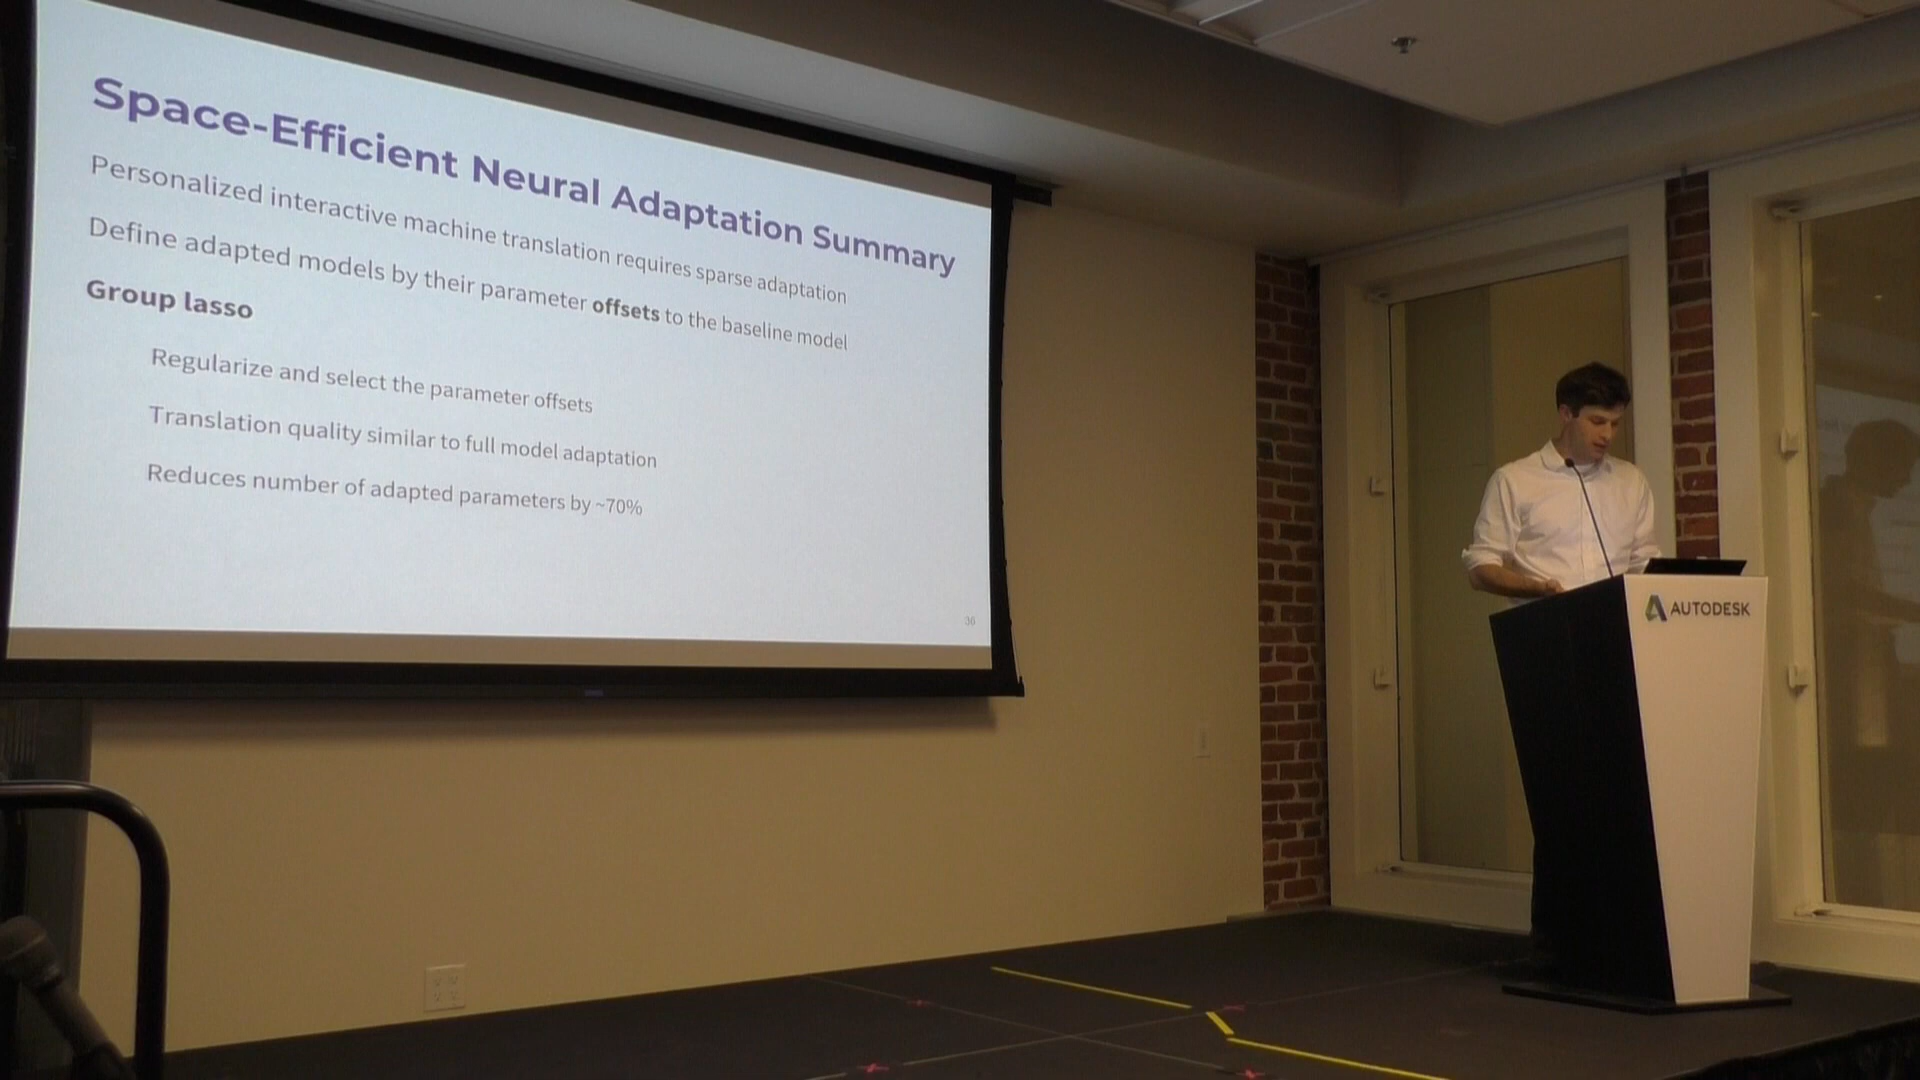 Space-Efficient Neural Adaptation Summary
Personalized interactive machine translation requires sparse adaptation
Define adapted models by their parameter offsets to the baseline model
Group lasso
Regularize and select the parameter offsets
Translation quality similar to full model adaptation
Reduces number of adapted parameters by ~70%
AUTODESK